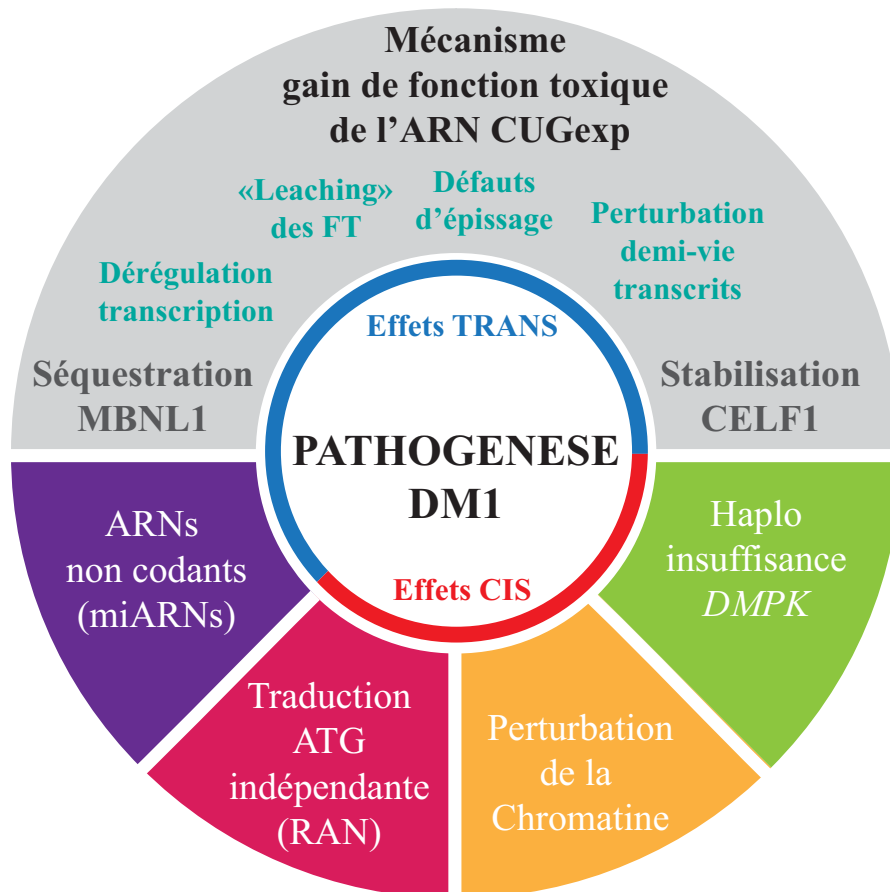 Mécanisme
gain de fonction toxique
de l’ARN CUGexp
«Leaching»
des FT
Défauts
d’épissage
Perturbation
demi-vie
transcrits
Dérégulation
transcription
Séquestration
MBNL1
Stabilisation
CELF1
Effets TRANS
PATHOGENESE
DM1
Effets CIS
ARNs
non codants
(miARNs)
Traduction
ATG
indépendante
(RAN)
Perturbation
de la
Chromatine
Haplo
insuffisance
DMPK